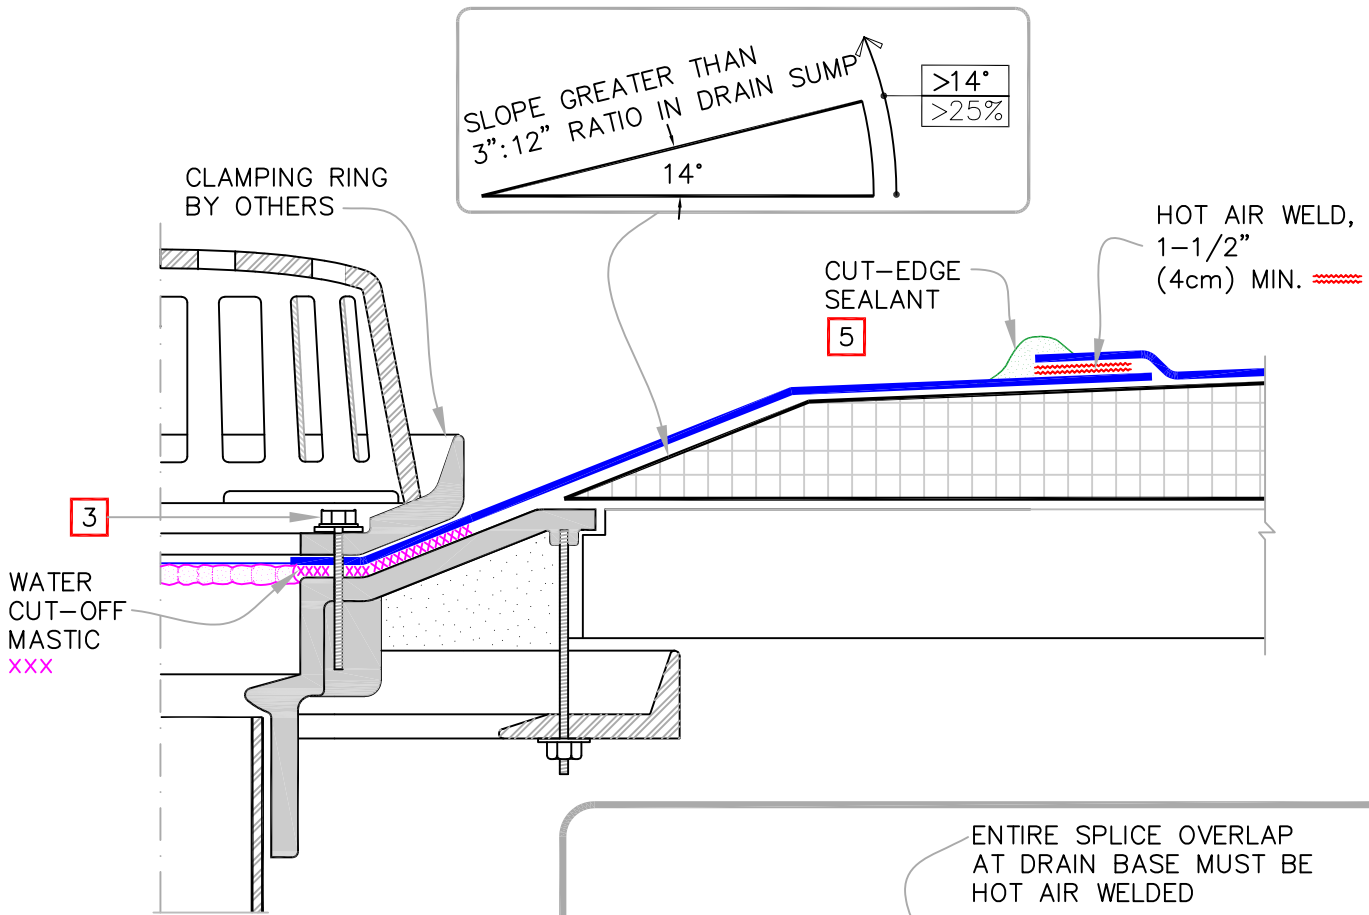 SLOPE GREATER THAN
3”:12” RATIO IN DRAIN SUMP
14°
>14°
>25%
CLAMPING RING
BY OTHERS
HOT AIR WELD,
1-1/2”
(4cm) MIN.
CUT-EDGE
SEALANT
5
3
WATER
CUT-OFF
MASTIC
XXX
ENTIRE SPLICE OVERLAP
AT DRAIN BASE MUST BE
HOT AIR WELDED